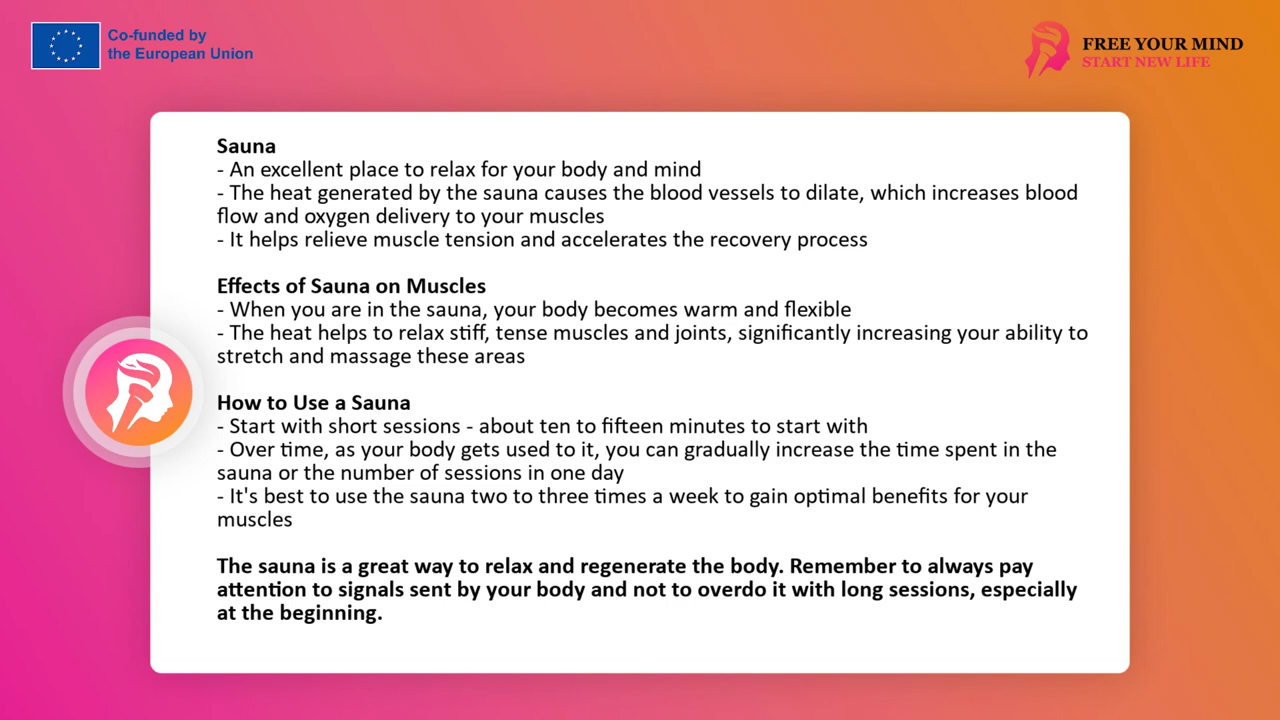 Co-funded by
the European Union
FREE YOUR MIND
START NEW LIFE
Sauna
- An excellent place to relax for your body and mind
- The heat generated by the sauna causes the blood vessels to dilate, which increases blood
flow and oxygen delivery to your muscles
- It helps relieve muscle tension and accelerates the recovery process
Effects of Sauna on Muscles
- When you are in the sauna, your body becomes warm and flexible
- The heat helps to relax stiff, tense muscles and joints, significantly increasing your ability to
stretch and massage these areas
How to Use a Sauna
- Start with short sessions - about ten to fifteen minutes to start with
- Over time, as your body gets used to it, you can gradually increase the time spent in the
sauna or the number of sessions in one day
- It's best to use the sauna two to three times a week to gain optimal benefits for your
muscles
The sauna is a great way to relax and regenerate the body. Remember to always pay
attention to signals sent by your body and not to overdo it with long sessions, especially
at the beginning.